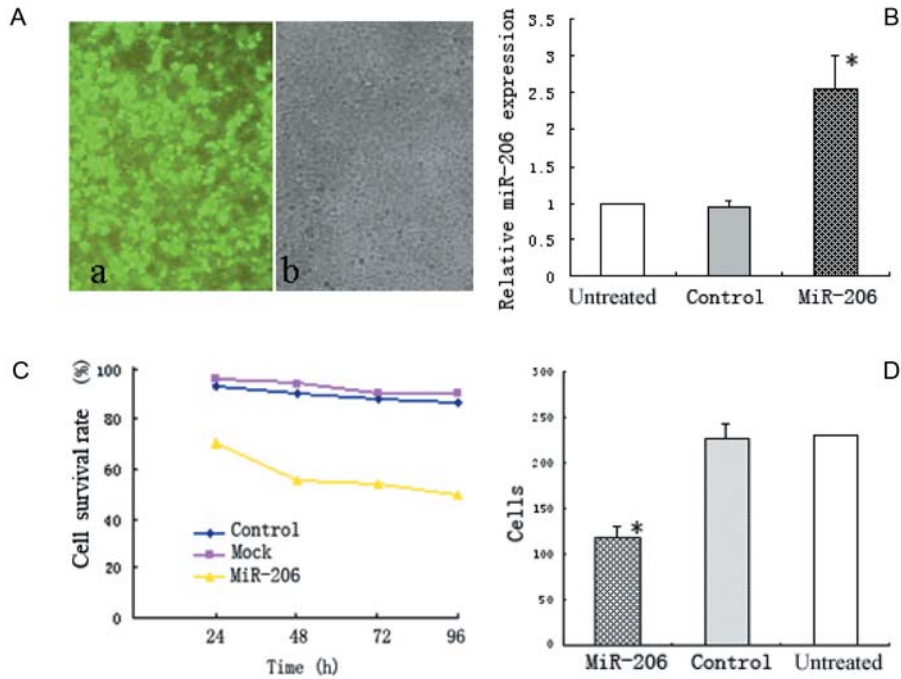 A
a
b
B
Relative miR-206 expression
3.5
3
2.5
2
1.5
1
0.5
0
*
Untreated Control MiR-206
C
Cell survival rate (%)
100
80
60
40
20
0
Control
Mock
MiR-206
24 48 72 96
Time (h)
D
Cells
300
250
200
150
100
50
0
*
MiR-206 Control Untreated